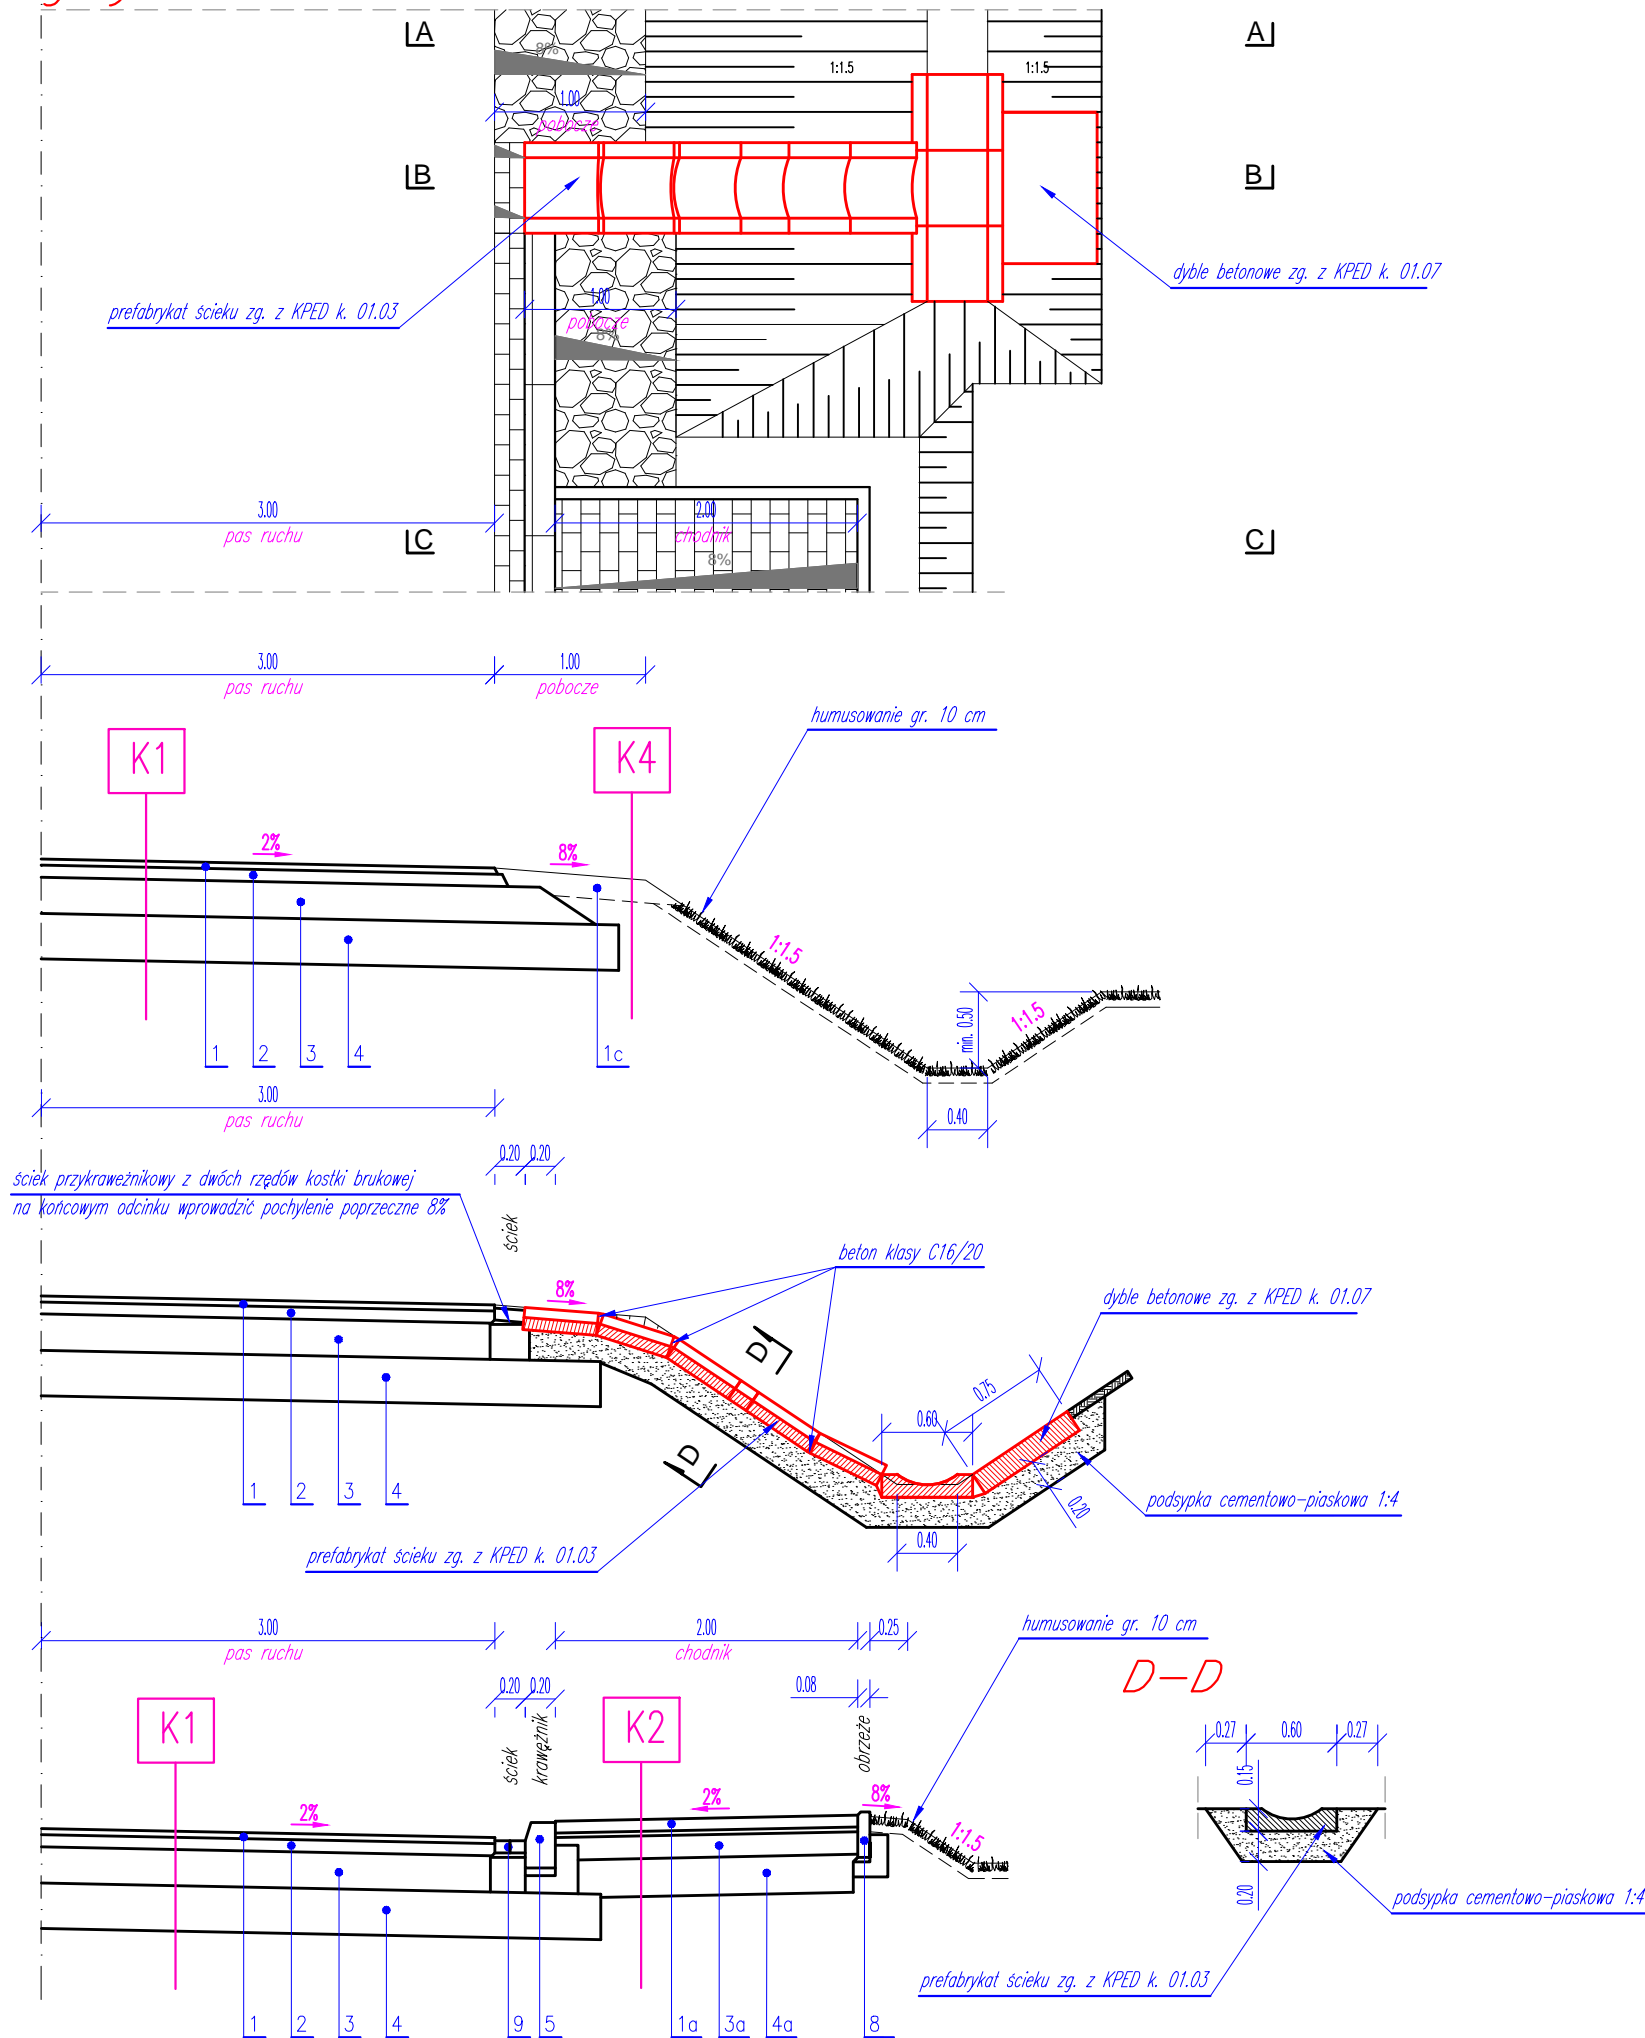 A A
8%
1:1.5 1:1.5
1.00
pobocze
B B
dyble betonowe zg. z KPED k. 01.07
prefabrykat ścieku zg. z KPED k. 01.03
1.00
pobocze
8%
3.00
pas ruchu
2.00
chodnik
8%
C C
3.00 1.00
pas ruchu pobocze
humusowanie gr. 10 cm
K1 K4
2% 8%
1:1.5
min. 0.50
1:1.5
1 2 3 4 1c
3.00
pas ruchu
0.40
0.20 0.20
ściek przykrawężnikowy z dwóch rzędów kostki brukowej
na końcowym odcinku wprowadzić pochylenie poprzeczne 8%
ściek
beton klasy C16/20
8%
dyble betonowe zg. z KPED k. 01.07
D
0.75
0.60
D
1 2 3 4
0.20
podsypka cementowo-piaskowa 1:4
0.40
prefabrykat ścieku zg. z KPED k. 01.03
3.00
pas ruchu
2.00
chodnik
0.25
humusowanie gr. 10 cm
D-D
0.20 0.20
0.08
K1 K2
ściek
krawężnik
obrzeże
0.27 0.60 0.27
0.15
2% 2% 8%
1:1.5
0.20
podsypka cementowo-piaskowa 1:4
prefabrykat ścieku zg. z KPED k. 01.03
1 2 3 4 9 5 1a 3a 4a 8